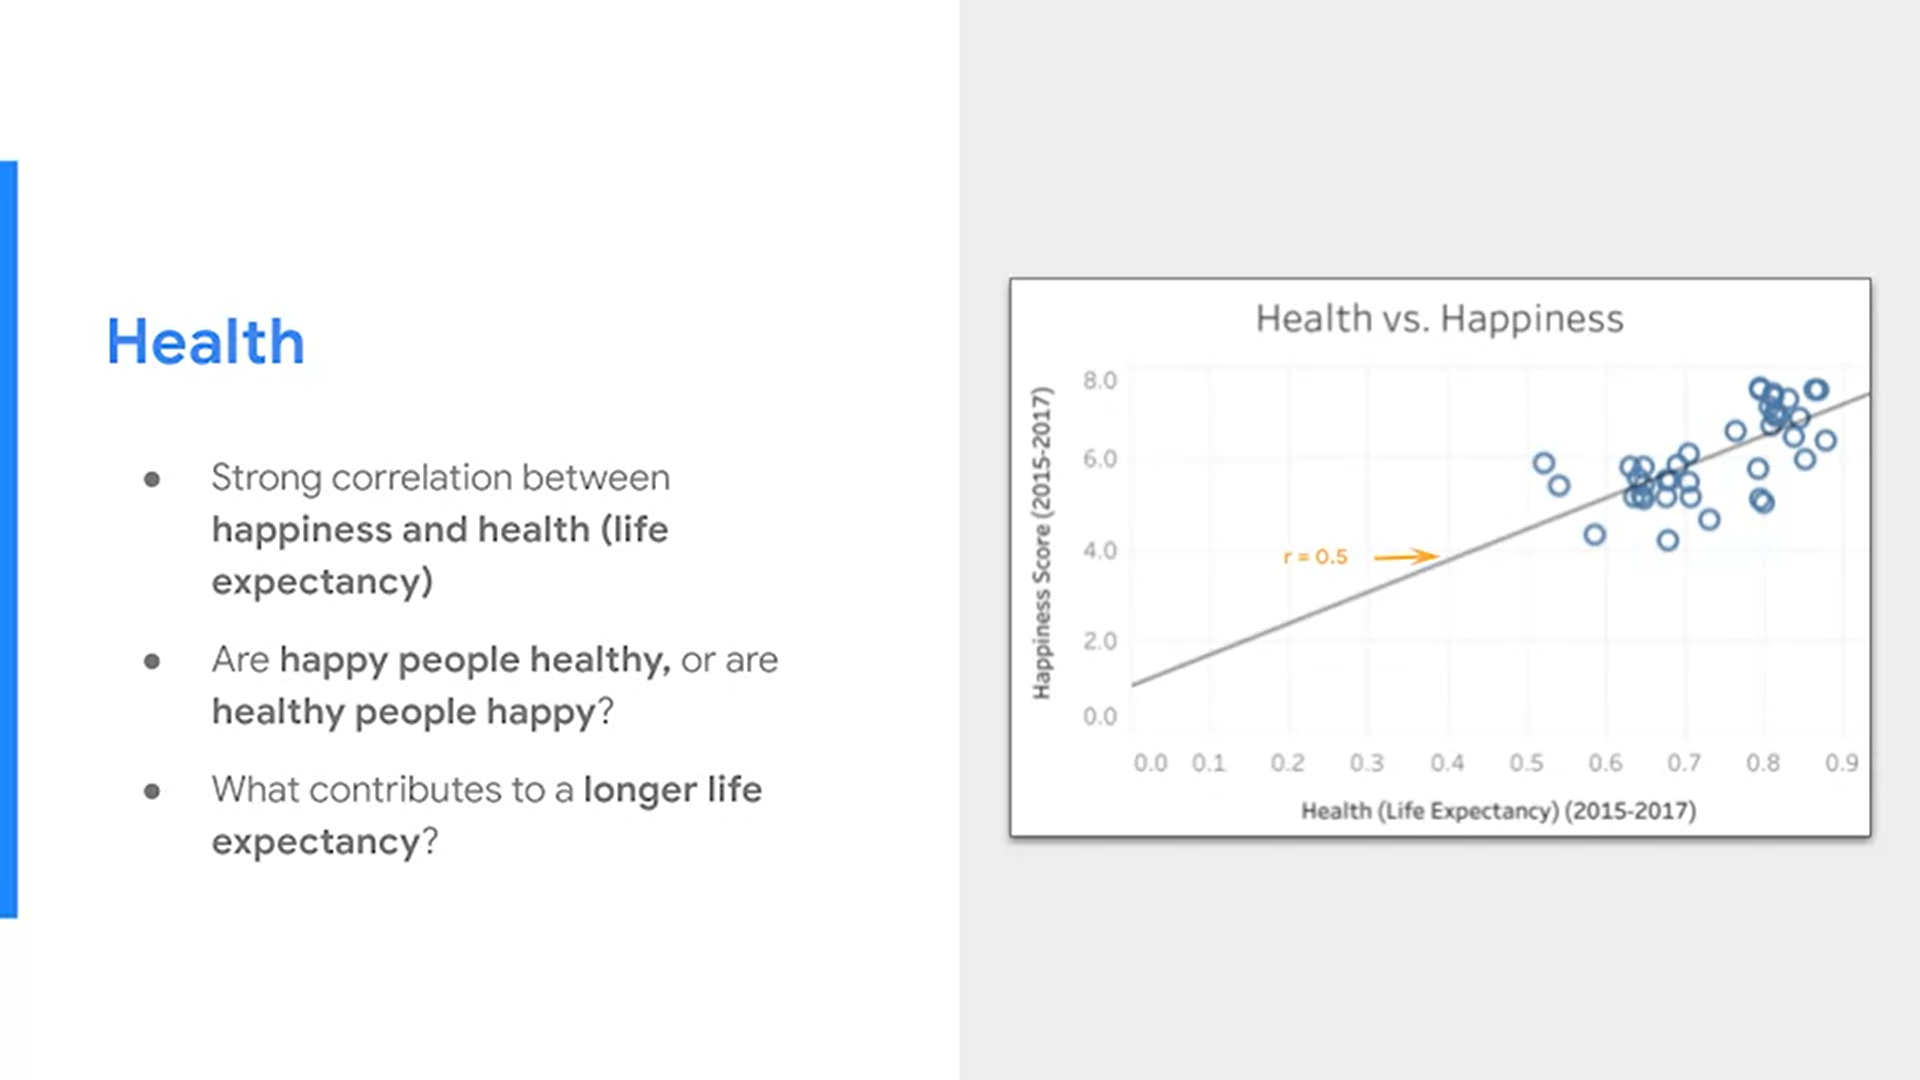 Health
● Strong correlation between
happiness and health (life
expectancy)
● Are happy people healthy, or are
healthy people happy?
● What contributes to a longer life
expectancy?
Health vs. Happiness
Happiness Score (2015-2017)
8.0
6.0
4.0
2.0
0.0
r = 0.5
0.0 0.1 0.2 0.3 0.4 0.5 0.6 0.7 0.8 0.9
Health (Life Expectancy) (2015-2017)